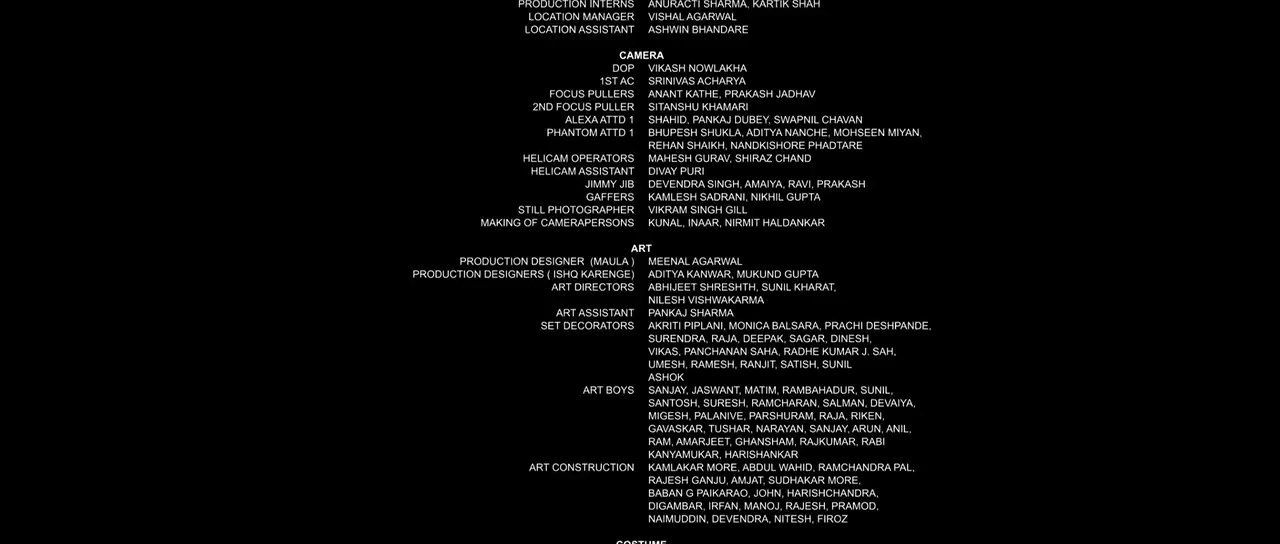 PRODUCTION INTERNS ANURACTI SHARMA, KARTIK SHAH
LOCATION MANAGER VISHAL AGARWAL
LOCATION ASSISTANT ASHWIN BHANDARE
CAMERA
DOP VIKASH NOWLAKHA
1ST AC SRINIVAS ACHARYA
FOCUS PULLERS ANANT KATHE, PRAKASH JADHAV
2ND FOCUS PULLER SITANSHU KHAMARI
ALEXA ATTD 1 SHAHID, PANKAJ DUBEY, SWAPNIL CHAVAN
PHANTOM ATTD 1 BHUPESH SHUKLA, ADITYA NANCHE, MOHSEEN MIYAN,
REHAN SHAIKH, NANDKISHORE PHADTARE
HELICAM OPERATORS MAHESH GURAV, SHIRAZ CHAND
HELICAM ASSISTANT DIVAY PURI
JIMMY JIB DEVENDRA SINGH, AMAIYA, RAVI, PRAKASH
GAFFERS KAMLESH SADRANI, NIKHIL GUPTA
STILL PHOTOGRAPHER VIKRAM SINGH GILL
MAKING OF CAMERAPERSONS KUNAL, INAAR, NIRMIT HALDANKAR
ART
PRODUCTION DESIGNER (MAULA ) MEENAL AGARWAL
PRODUCTION DESIGNERS ( ISHQ KARENGE) ADITYA KANWAR, MUKUND GUPTA
ART DIRECTORS ABHIJEET SHRESHTH, SUNIL KHARAT,
NILESH VISHWAKARMA
ART ASSISTANT PANKAJ SHARMA
SET DECORATORS AKRITI PIPLANI, MONICA BALSARA, PRACHI DESHPANDE,
SURENDRA, RAJA, DEEPAK, SAGAR, DINESH,
VIKAS, PANCHANAN SAHA, RADHE KUMAR J. SAH,
UMESH, RAMESH, RANJIT, SATISH, SUNIL
ASHOK
ART BOYS SANJAY, JASWANT, MATIM, RAMBAHADUR, SUNIL,
SANTOSH, SURESH, RAMCHARAN, SALMAN, DEVAIYA,
MIGESH, PALANIVE, PARSHURAM, RAJA, RIKEN,
GAVASKAR, TUSHAR, NARAYAN, SANJAY, ARUN, ANIL,
RAM, AMARJEET, GHANSHAM, RAJKUMAR, RABI
KANYAMUKAR, HARISHANKAR
ART CONSTRUCTION KAMLAKAR MORE, ABDUL WAHID, RAMCHANDRA PAL,
RAJESH GANJU, AMJAT, SUDHAKAR MORE,
BABAN G PAIKARAO, JOHN, HARISHCHANDRA,
DIGAMBAR, IRFAN, MANOJ, RAJESH, PRAMOD,
NAIMUDDIN, DEVENDRA, NITESH, FIROZ
COSTUME